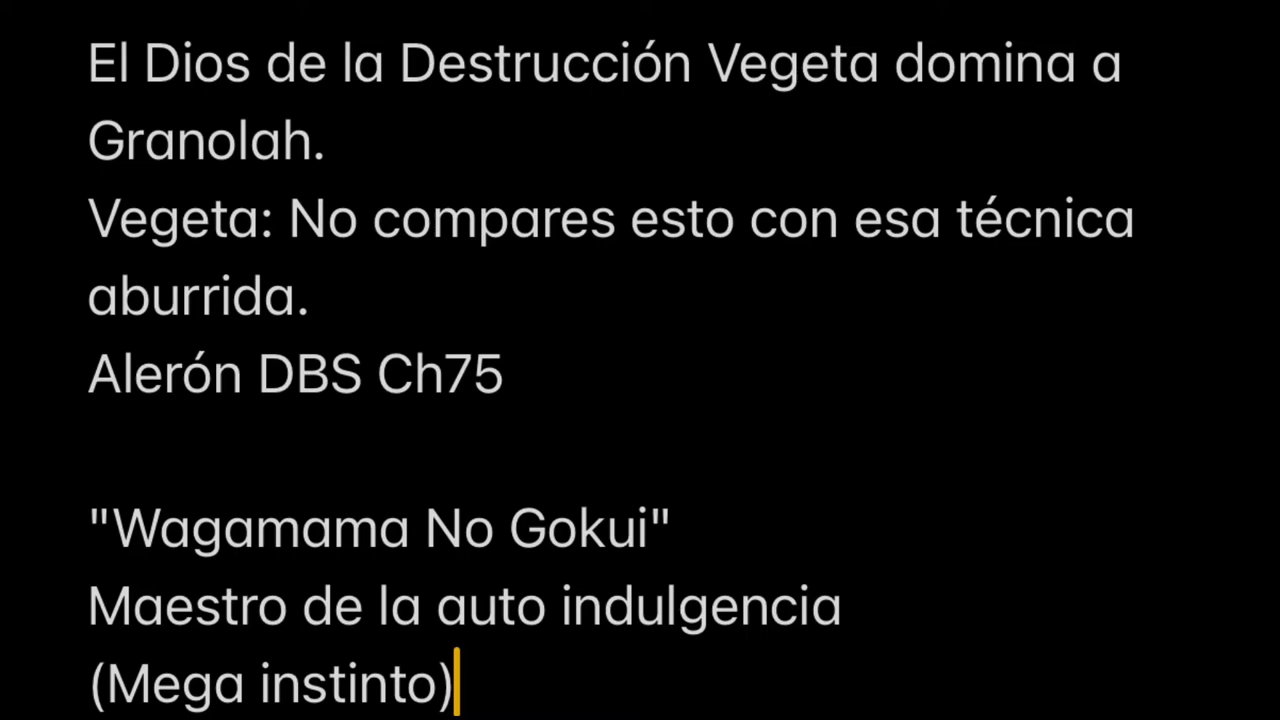 El Dios de la Destrucción Vegeta domina a
Granolah.
Vegeta: No compares esto con esa técnica
aburrida.
Alerón DBS Ch75
"Wagamama No Gokui"
Maestro de la auto indulgencia
(Mega instinto)